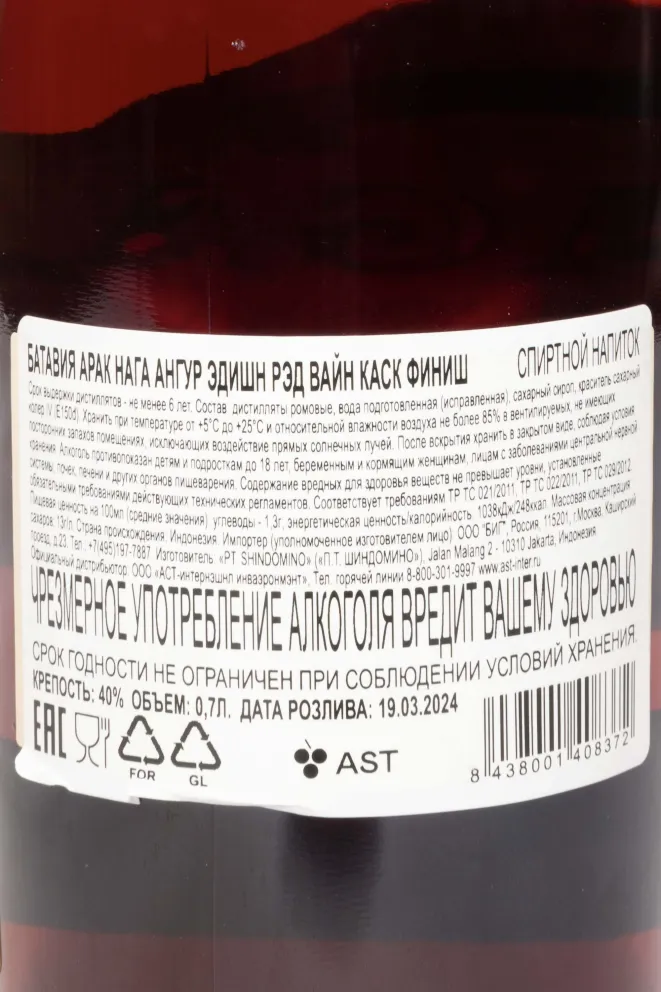 БАТАВИЯ АРАК НАГА АНГУР ЭДИШН РЭД ВАЙН КАСК ФИНИШ СПИРТНОЙ НАПИТОК
Срок выдержки дистиллятов - не менее 6 лет. Состав: дистилляты ромовые, вода подготовленная (исправленная), сахарный сироп, краситель сахарный
колер IV (E150d). Хранить при температуре от +5°С до +25°С и относительной влажности воздуха не более 85% в вентилируемых, не имеющих
посторонних запахов помещениях, исключающих воздействие прямых солнечных лучей. После вскрытия хранить в закрытом виде, соблюдая условия
хранения. Алкоголь противопоказан детям и подросткам до 18 лет, беременным и кормящим женщинам, лицам с заболеваниями центральной нервной
системы, почек, печени и других органов пищеварения. Содержание вредных для здоровья веществ не превышает уровни, установленные
обязательными требованиями действующих технических регламентов. Соответствует требованиям ТР ТС 021/2011, ТР ТС 022/2011, ТР ТС 029/2012.
Пищевая ценность на 100мл (средние значения): углеводы - 1,3г, энергетическая ценность/калорийность: 1038кДж/248ккал. Массовая концентрация
сахаров: 13г/л. Страна происхождения: Индонезия. Импортер (уполномоченное изготовителем лицо): ООО "БИГ", Россия, 115201, г.Москва, Каширский
проезд, д.23, Тел.: +7(495)197-7887. Изготовитель: «PT SHINDOMINO» («П.Т. ШИНДОМИНО»), Jalan Malang 2 - 10310 Jakarta, Индонезия.
Официальный дистрибьютор: ООО «АСТ-интернэшнл инваэронмэнт», Тел. горячей линии 8-800-301-9997 www.ast-inter.ru
ЧРЕЗМЕРНОЕ УПОТРЕБЛЕНИЕ АЛКОГОЛЯ ВРЕДИТ ВАШЕМУ ЗДОРОВЬЮ
СРОК ГОДНОСТИ НЕ ОГРАНИЧЕН ПРИ СОБЛЮДЕНИИ УСЛОВИЙ ХРАНЕНИЯ.
КРЕПОСТЬ: 40% ОБЪЕМ: 0,7Л. ДАТА РОЗЛИВА: 19.03.2024
EAC
FOR
GL
AST
8 438001 408372